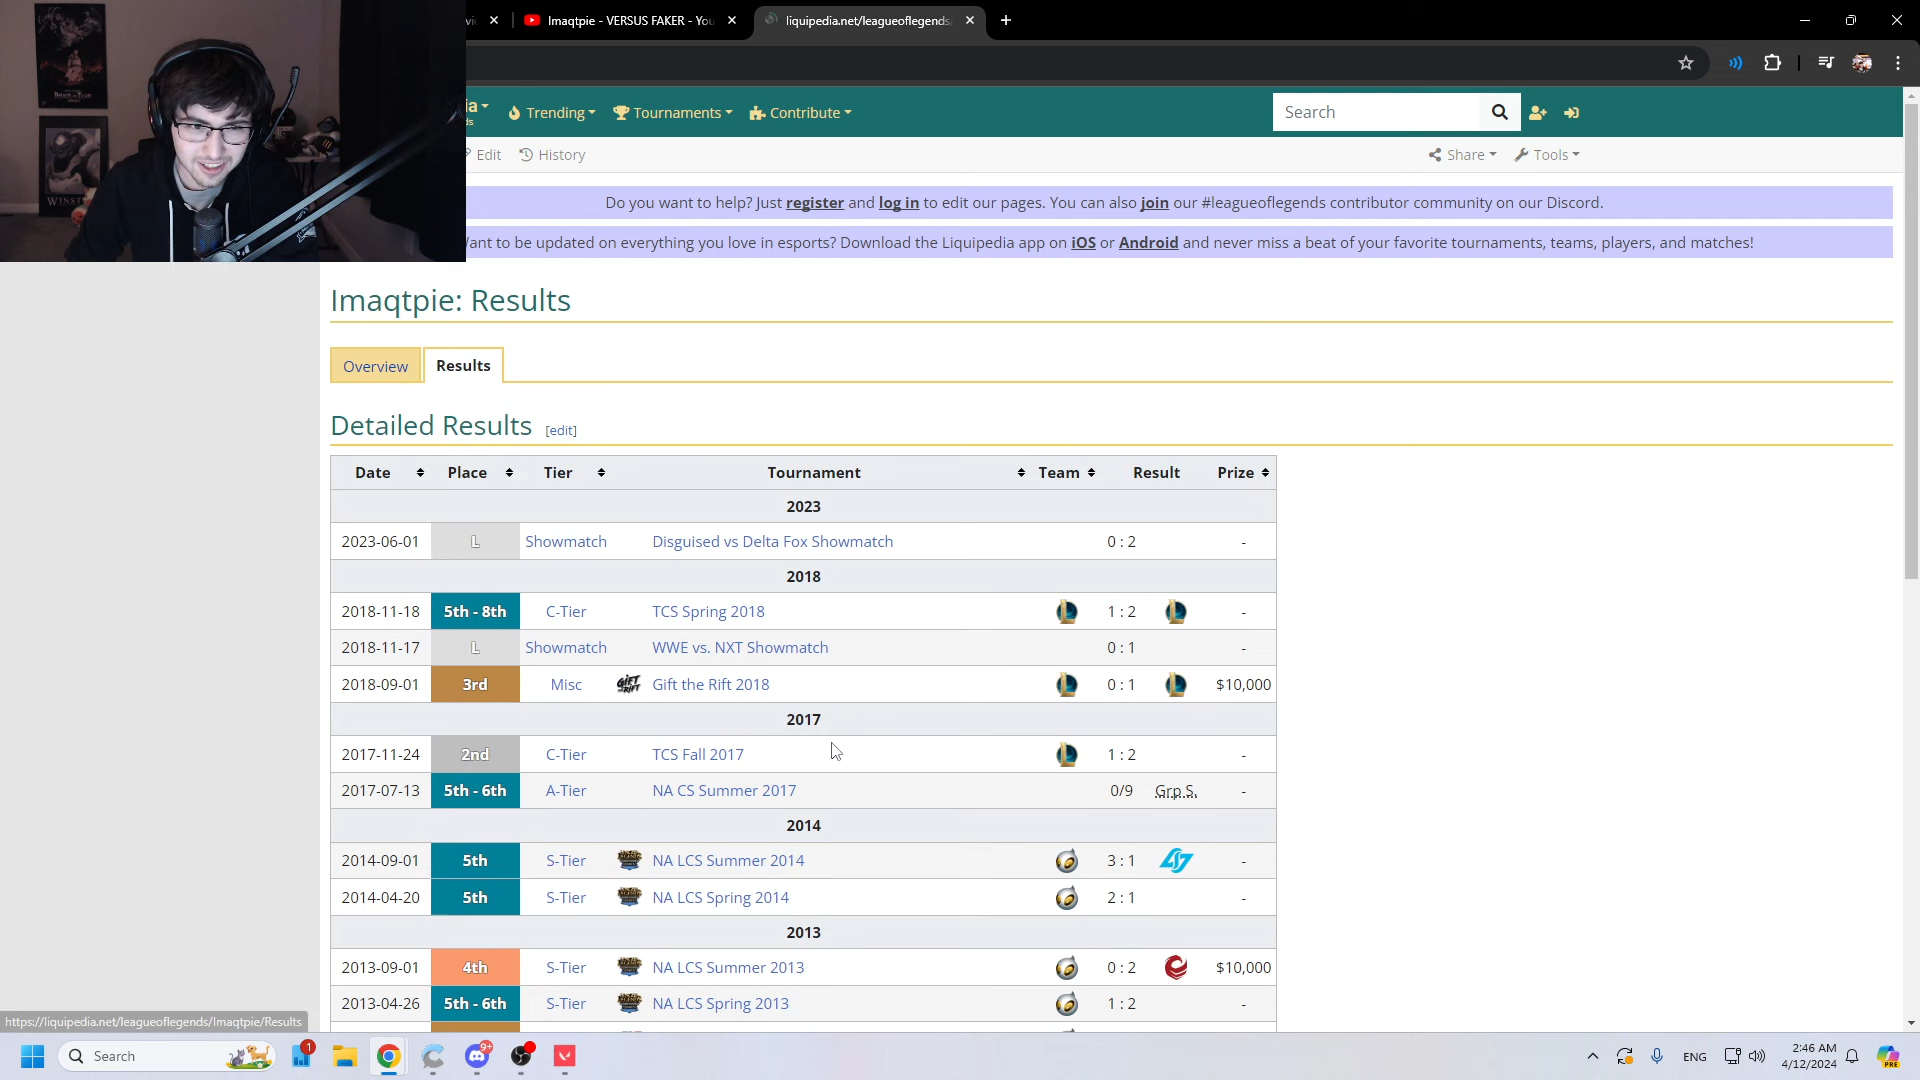 Imaqtpie - VERSUS FAKER - You
liquipedia.net/leagueoflegends/
Trending
Tournaments
Contribute
Search
Edit
History
Share
Tools
Do you want to help? Just register and log in to edit our pages. You can also join our #leagueoflegends contributor community on our Discord.
ant to be updated on everything you love in esports? Download the Liquipedia app on iOS or Android and never miss a beat of your favorite tournaments, teams, players, and matches!
Imaqtpie: Results
Overview
Results
Detailed Results [edit]
Date Place Tier Tournament Team Result Prize
2023
2023-06-01 L Showmatch Disguised vs Delta Fox Showmatch 0 : 2 -
2018
2018-11-18 5th - 8th C-Tier TCS Spring 2018 1 : 2 -
2018-11-17 L Showmatch WWE vs. NXT Showmatch 0 : 1 -
2018-09-01 3rd Misc GIFT RIFT Gift the Rift 2018 0 : 1 $10,000
2017
2017-11-24 2nd C-Tier TCS Fall 2017 1 : 2 -
2017-07-13 5th - 6th A-Tier NA CS Summer 2017 0/9 Grp S. -
2014
2014-09-01 5th S-Tier NA LCS Summer 2014 3 : 1 -
2014-04-20 5th S-Tier NA LCS Spring 2014 2 : 1 -
2013
2013-09-01 4th S-Tier NA LCS Summer 2013 0 : 2 $10,000
2013-04-26 5th - 6th S-Tier NA LCS Spring 2013 1 : 2 -
https://liquipedia.net/leagueoflegends/Imaqtpie/Results
Search
1
9+
ENG
2:46 AM
4/12/2024
PRE
WINST